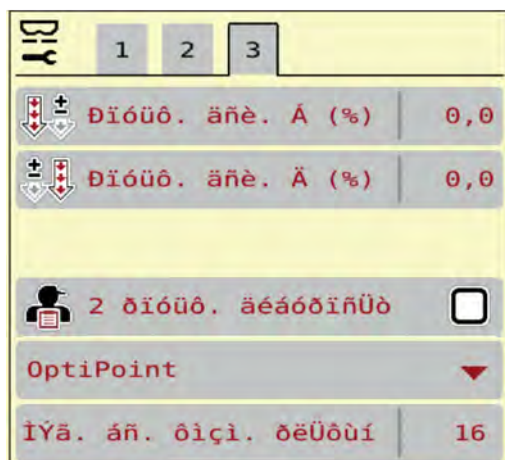 1 2 3
Ðïóüô. äñè. Á (%) 0,0
Ðïóüô. äñè. Ä (%) 0,0
2 ðïóüô. äéáóðïñÜò
OptiPoint
ÌÝã. áñ. ôìçì. ðëÜôùí 16